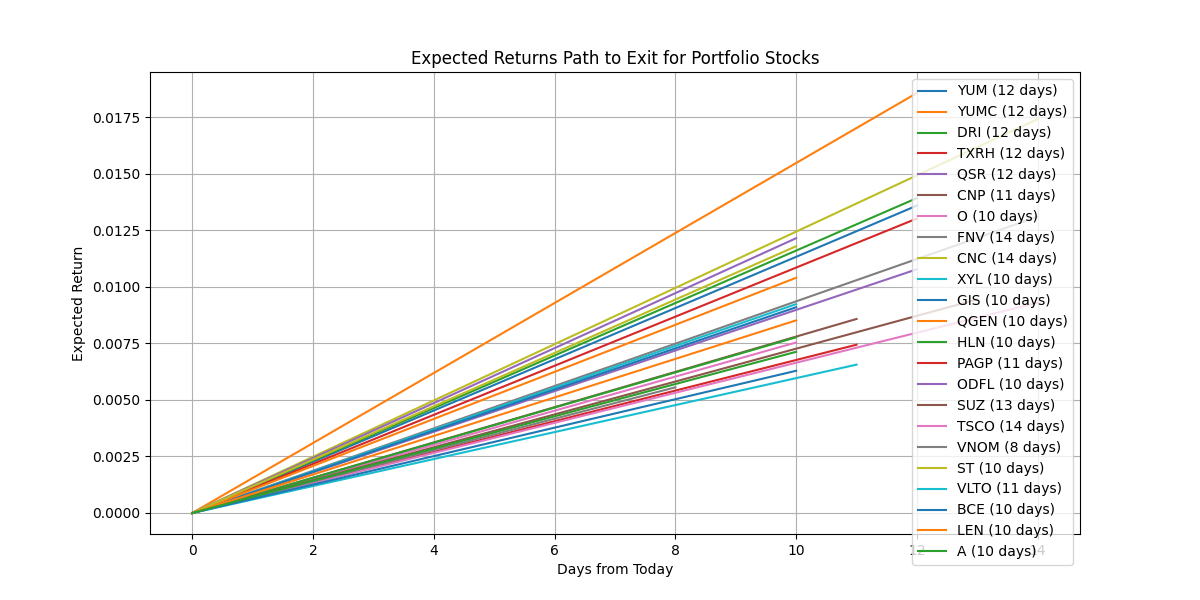 Expected Returns Path to Exit for Portfolio Stocks
Expected Return
0.0175
0.0150
0.0125
0.0100
0.0075
0.0050
0.0025
0.0000
0 2 4 6 8 10 12 14
Days from Today
YUM (12 days)
YUMC (12 days)
DRI (12 days)
TXRH (12 days)
QSR (12 days)
CNP (11 days)
O (10 days)
FNV (14 days)
CNC (14 days)
XYL (10 days)
GIS (10 days)
QGEN (10 days)
HLN (10 days)
PAGP (11 days)
ODFL (10 days)
SUZ (13 days)
TSCO (14 days)
VNOM (8 days)
ST (10 days)
VLTO (11 days)
BCE (10 days)
LEN (10 days)
A (10 days)